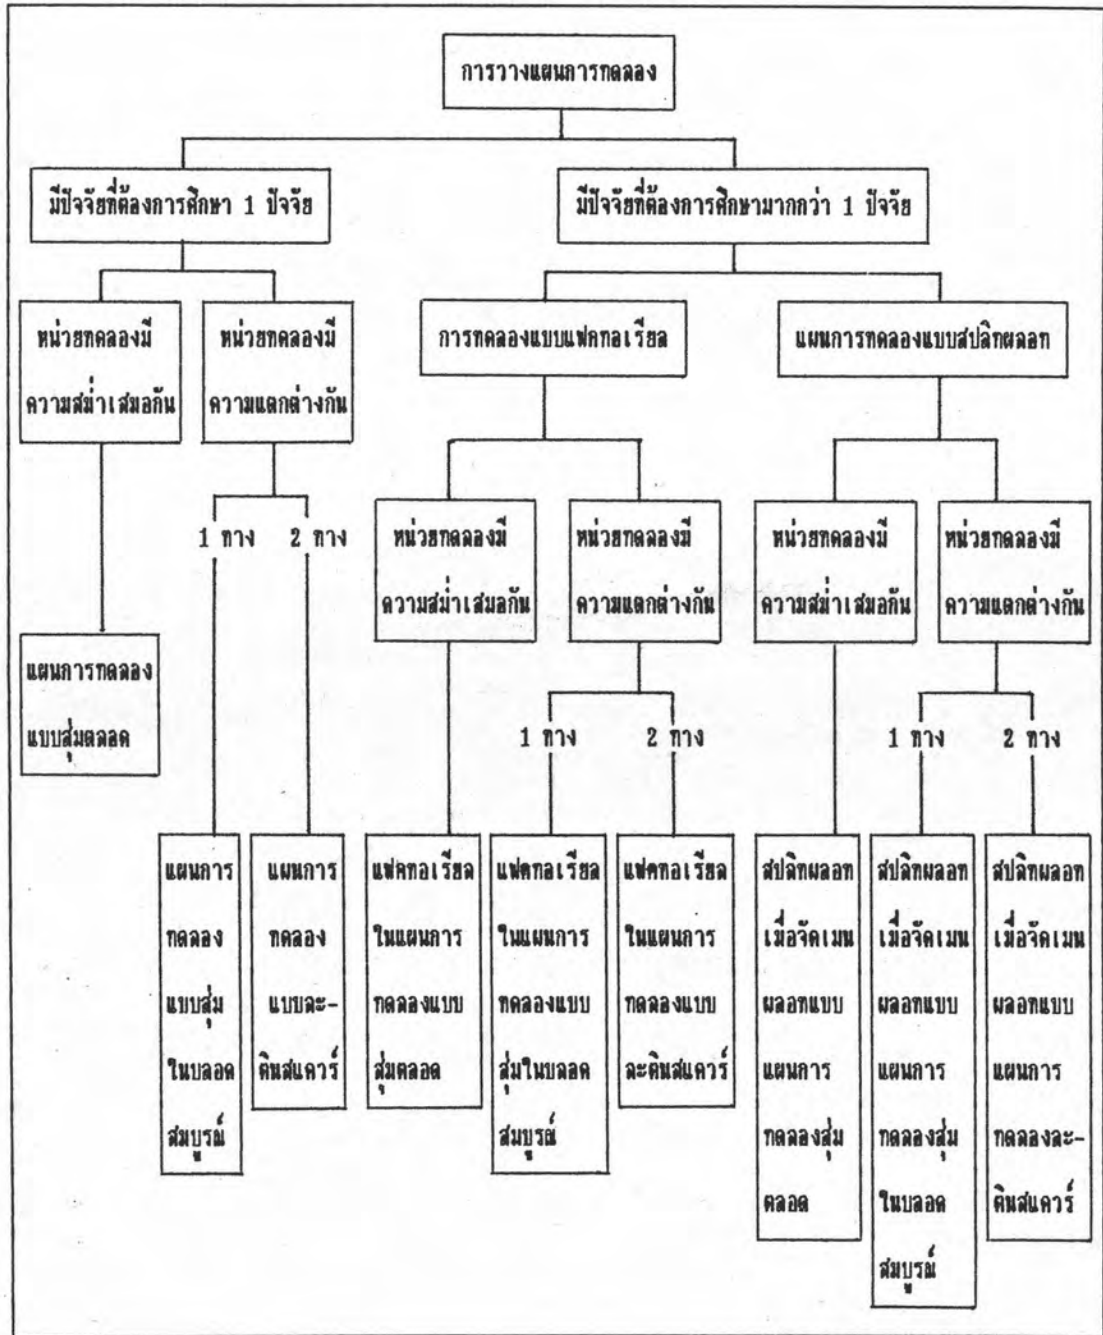 การวางแผนการทดลอง
มีปัจจัยที่ต้องการศึกษา 1 ปัจจัย
มีปัจจัยที่ต้องการศึกษามากกว่า 1 ปัจจัย
หน่วยทดลองมี
ความสม่ำเสมอกัน
หน่วยทดลองมี
ความแตกต่างกัน
การทดลองแบบแฟคทอเรียล
แผนการทดลองแบบสปลิทพลอท
1 ทาง
2 ทาง
หน่วยทดลองมี
ความสม่ำเสมอกัน
หน่วยทดลองมี
ความแตกต่างกัน
หน่วยทดลองมี
ความสม่ำเสมอกัน
หน่วยทดลองมี
ความแตกต่างกัน
แผนการทดลอง
แบบสุ่มตลอด
1 ทาง
2 ทาง
1 ทาง
2 ทาง
แผนการ
ทดลอง
แบบสุ่ม
ในบลอด
สมบูรณ์
แผนการ
ทดลอง
แบบละ-
ตินสแควร์
แฟคทอเรียล
ในแผนการ
ทดลองแบบ
สุ่มตลอด
แฟคทอเรียล
ในแผนการ
ทดลองแบบ
สุ่มในบลอด
สมบูรณ์
แฟคทอเรียล
ในแผนการ
ทดลองแบบ
ละตินสแควร์
สปลิทพลอท
เมื่อจัดเมน
พลอทแบบ
แผนการ
ทดลองสุ่ม
ตลอด
สปลิทพลอท
เมื่อจัดเมน
พลอทแบบ
แผนการ
ทดลองสุ่ม
ในบลอด
สมบูรณ์
สปลิทพลอท
เมื่อจัดเมน
พลอทแบบ
แผนการ
ทดลองละ-
ตินสแควร์